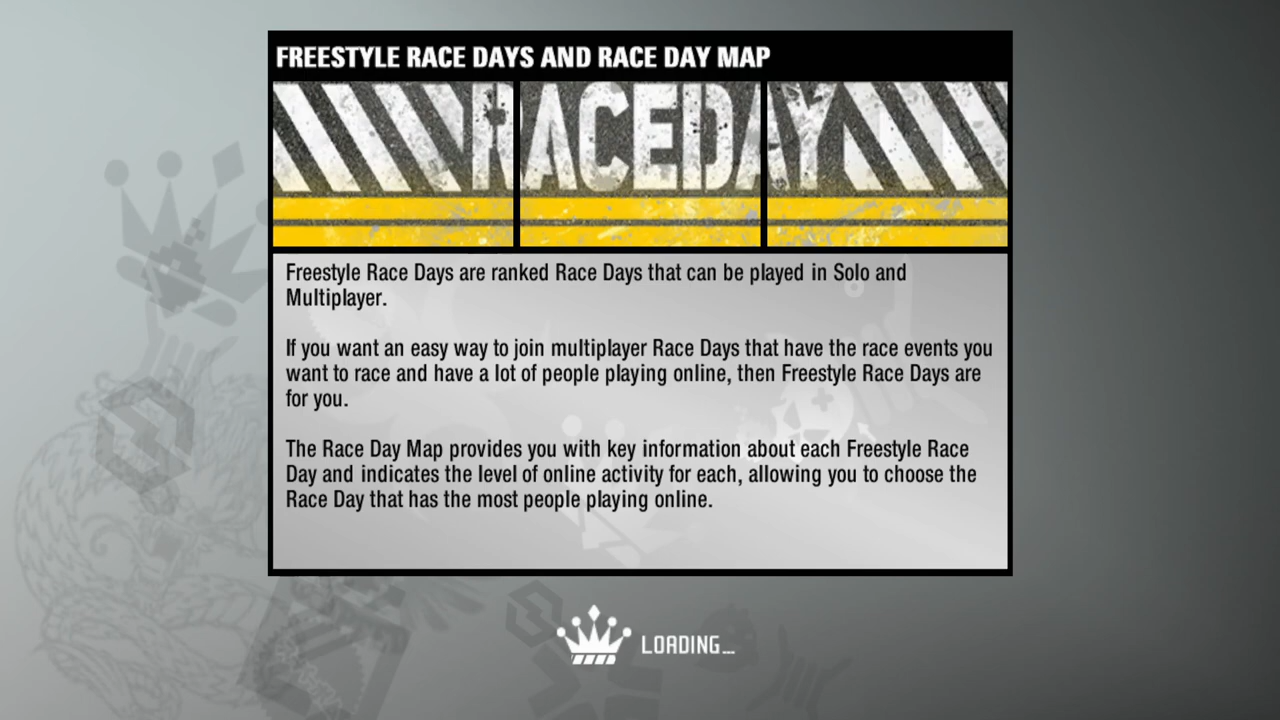 FREESTYLE RACE DAYS AND RACE DAY MAP
RACEDAY
Freestyle Race Days are ranked Race Days that can be played in Solo and
Multiplayer.
If you want an easy way to join multiplayer Race Days that have the race events you
want to race and have a lot of people playing online, then Freestyle Race Days are
for you.
The Race Day Map provides you with key information about each Freestyle Race
Day and indicates the level of online activity for each, allowing you to choose the
Race Day that has the most people playing online.
LOADING...